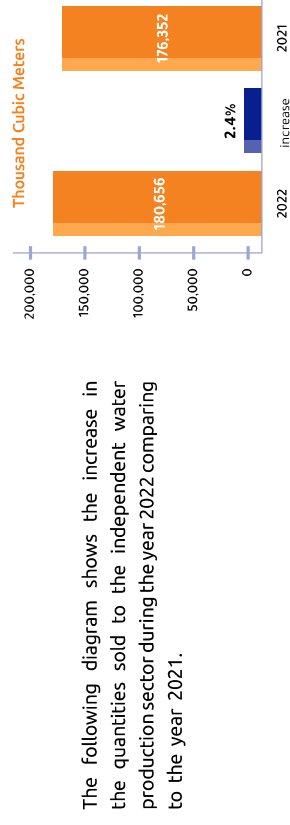 The following diagram shows the increase in
the quantities sold to the independent water
production sector during the year 2022 comparing
to the year 2021.
Thousand Cubic Meters
200,000
150,000
100,000
50,000
0
180,656
2.4%
176,352
2022
increase
2021